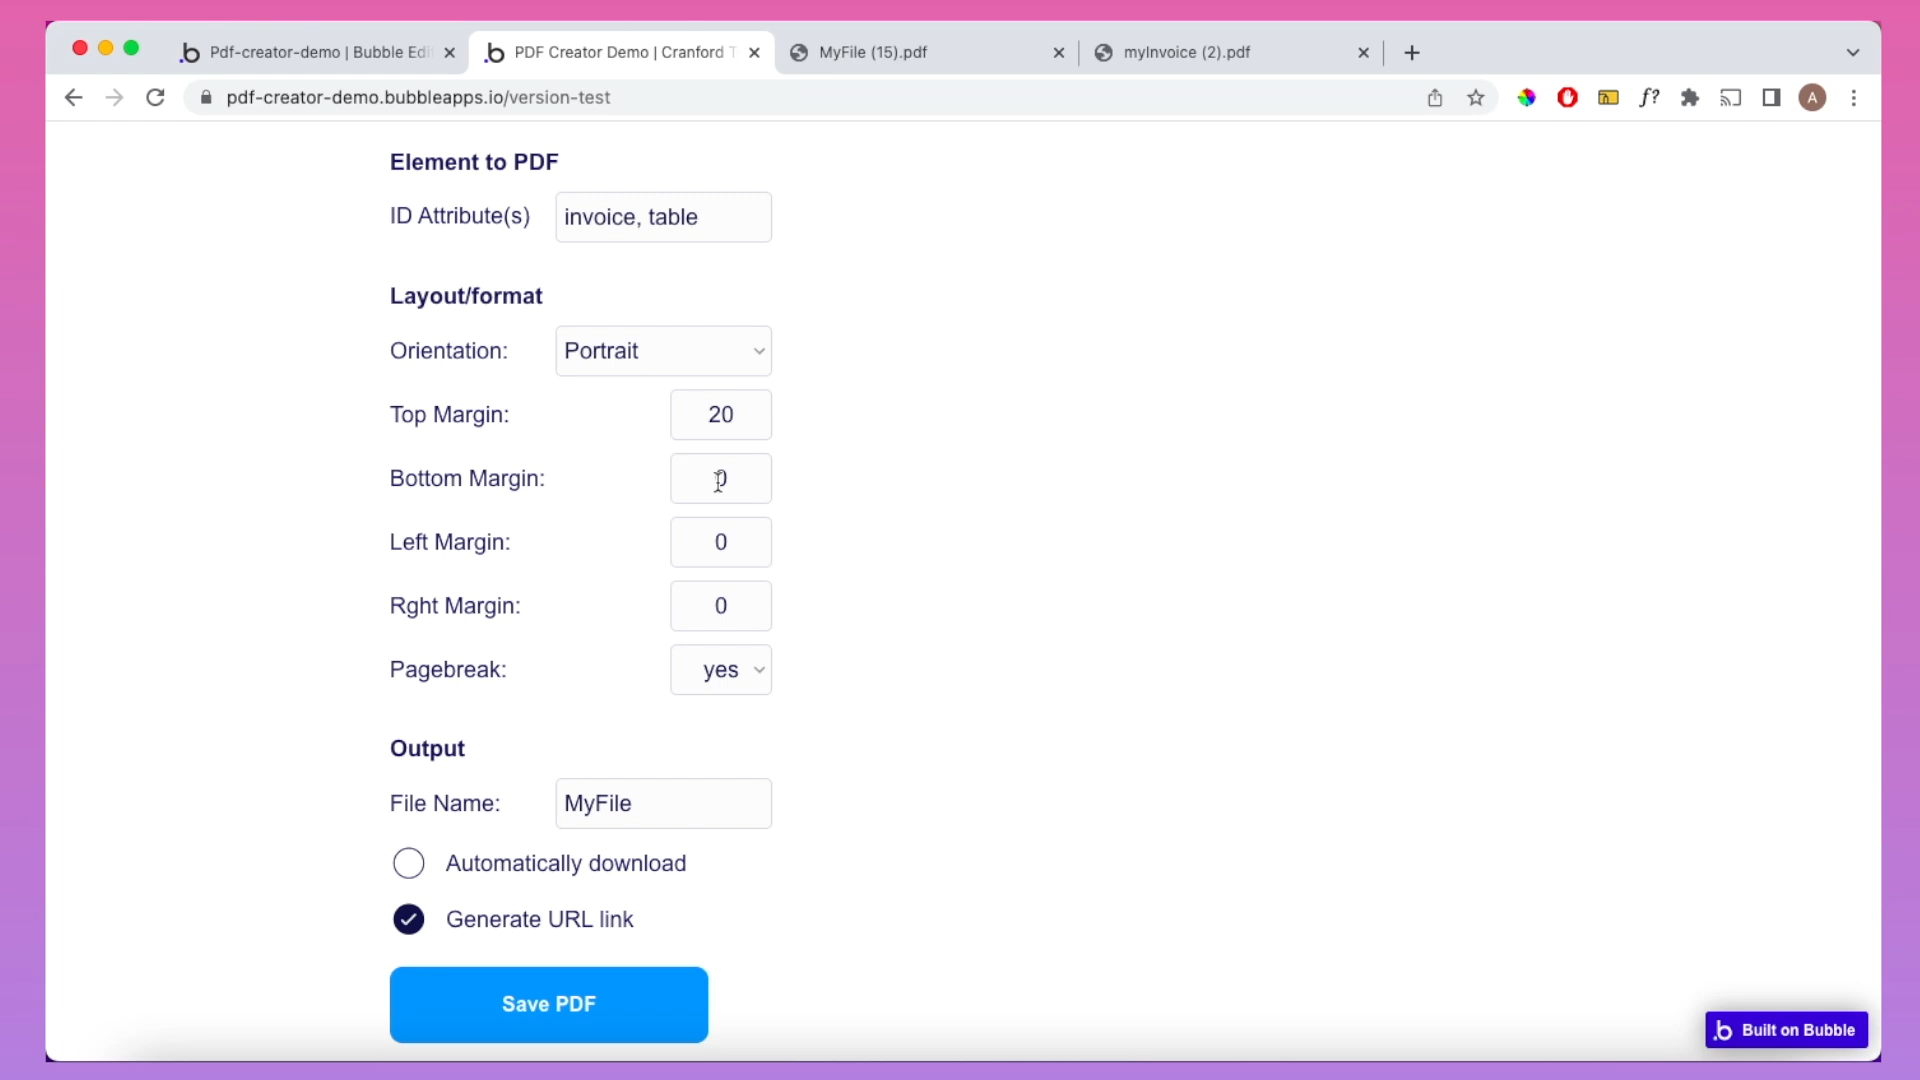 Pdf-creator-demo | Bubble Edi
PDF Creator Demo | Cranford T
MyFile (15).pdf
myInvoice (2).pdf
pdf-creator-demo.bubbleapps.io/version-test
f?
A
Element to PDF
ID Attribute(s) invoice, table
Layout/format
Orientation: Portrait
Top Margin: 20
Bottom Margin: 0
Left Margin: 0
Rght Margin: 0
Pagebreak: yes
Output
File Name: MyFile
Automatically download
Generate URL link
Save PDF
b Built on Bubble